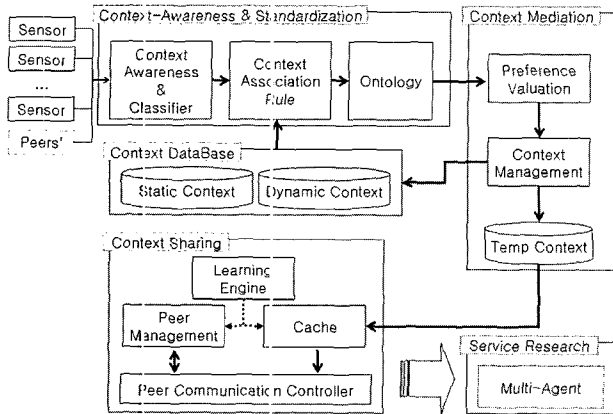 Context-Awareness & Standardization
Context Mediation
Sensor
Sensor
...
Sensor
Peers'
Context
Awareness
&
Classifier
Context
Association
Rule
Ontology
Preference
Valuation
Context DataBase
Static Context
Dynamic Context
Context
Management
Temp Context
Context Sharing
Learning
Engine
Peer
Management
Cache
Peer Communication Controller
Service Research
Multi-Agent